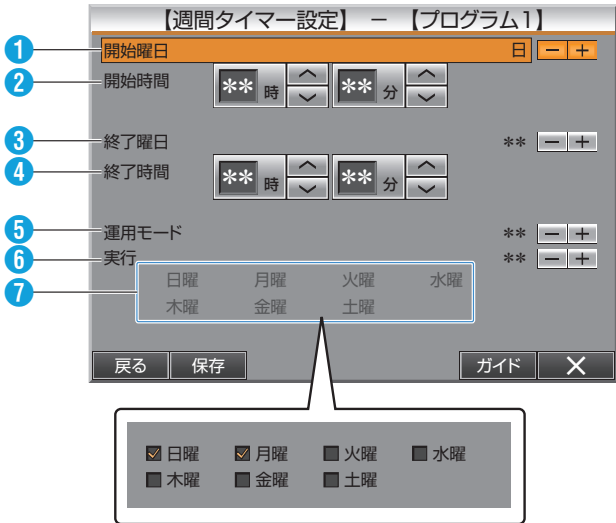 【週間タイマー設定】 － 【プログラム1】
1 開始曜日 日 － ＋
2 開始時間 ** 時 ** 分
3 終了曜日 ** － ＋
4 終了時間 ** 時 ** 分
5 運用モード ** － ＋
6 実行 ** － ＋
7 日曜 月曜 火曜 水曜
木曜 金曜 土曜
戻る 保存 ガイド ×
日曜 月曜 火曜 水曜
木曜 金曜 土曜